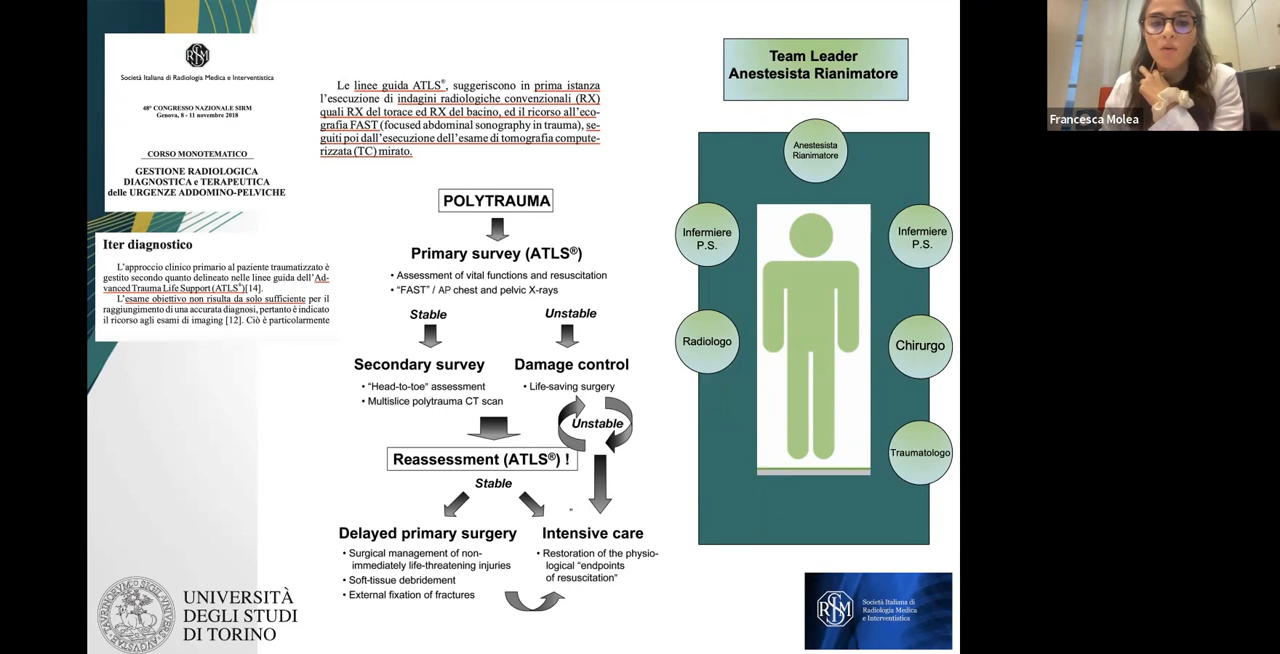 Società Italiana di Radiologia Medica e Interventistica
48° CONGRESSO NAZIONALE SIRM
Genova, 8 - 11 novembre 2018
CORSO MONOTEMATICO
GESTIONE RADIOLOGICA
DIAGNOSTICA e TERAPEUTICA
delle URGENZE ADDOMINO-PELVICHE
Iter diagnostico
L'approccio clinico primario al paziente traumatizzato è
gestito secondo quanto delineato nelle linee guida dell'Ad-
vanced Trauma Life Support (ATLS®)[14].
L'esame obiettivo non risulta da solo sufficiente per il
raggiungimento di una accurata diagnosi, pertanto è indicato
il ricorso agli esami di imaging [12]. Ciò è particolarmente
Le linee guida ATLS®, suggeriscono in prima istanza
l'esecuzione di indagini radiologiche convenzionali (RX)
quali RX del torace ed RX del bacino, ed il ricorso all'eco-
grafia FAST (focused abdominal sonography in trauma), se-
guiti poi dall'esecuzione dell'esame di tomografia compute-
rizzata (TC) mirato.
POLYTRAUMA
Primary survey (ATLS®)
• Assessment of vital functions and resuscitation
• "FAST" / AP chest and pelvic X-rays
Stable
Unstable
Secondary survey
• "Head-to-toe" assessment
• Multislice polytrauma CT scan
Damage control
• Life-saving surgery
Unstable
Reassessment (ATLS®) !
Stable
Delayed primary surgery
• Surgical management of non-
immediately life-threatening injuries
• Soft-tissue debridement
• External fixation of fractures
Intensive care
• Restoration of the physio-
logical "endpoints
of resuscitation"
Team Leader
Anestesista Rianimatore
Anestesista
Rianimatore
Infermiere
P.S.
Infermiere
P.S.
Radiologo
Chirurgo
Traumatologo
UNIVERSITÀ
DEGLI STUDI
DI TORINO
Società Italiana di
Radiologia Medica
e Interventistica
Francesca Molea